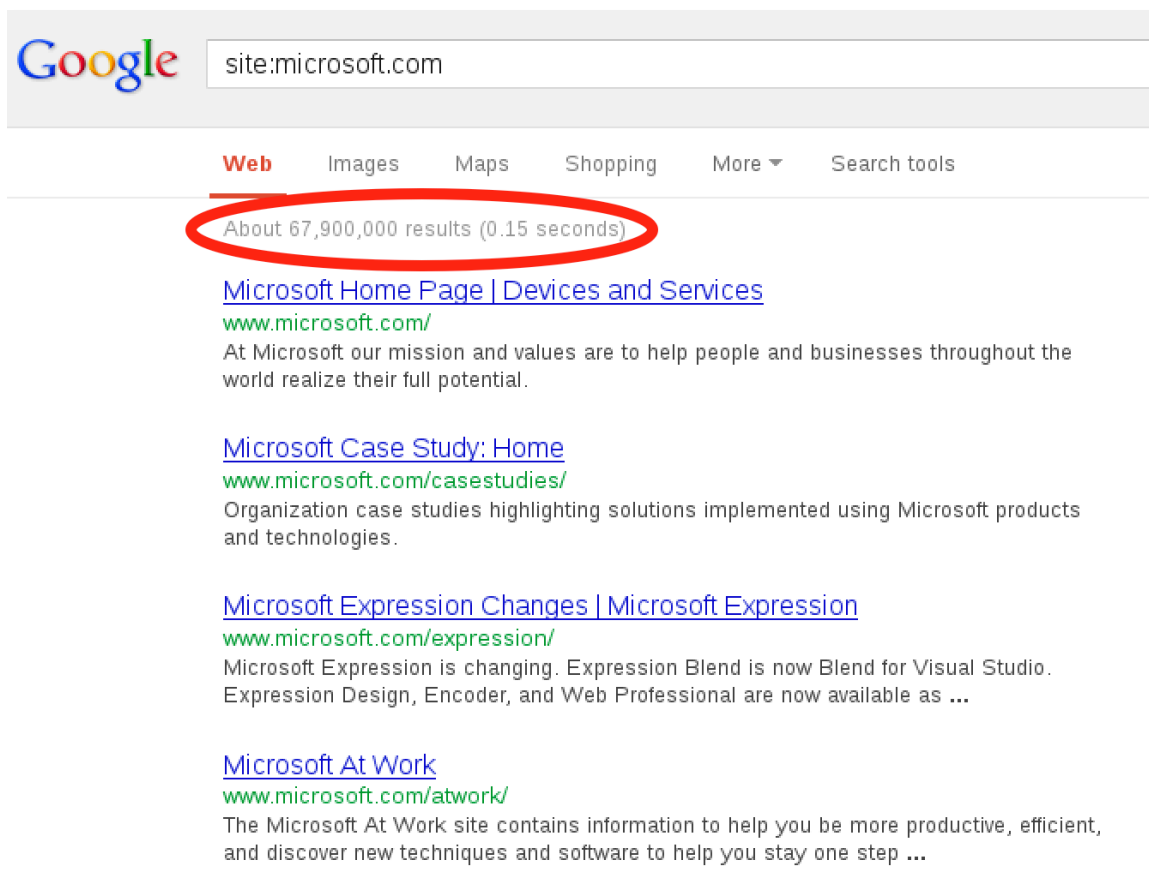 Google
site:microsoft.com
Web Images Maps Shopping More Search tools
About 67,900,000 results (0.15 seconds)
Microsoft Home Page | Devices and Services
www.microsoft.com/
At Microsoft our mission and values are to help people and businesses throughout the
world realize their full potential.
Microsoft Case Study: Home
www.microsoft.com/casestudies/
Organization case studies highlighting solutions implemented using Microsoft products
and technologies.
Microsoft Expression Changes | Microsoft Expression
www.microsoft.com/expression/
Microsoft Expression is changing. Expression Blend is now Blend for Visual Studio.
Expression Design, Encoder, and Web Professional are now available as ...
Microsoft At Work
www.microsoft.com/atwork/
The Microsoft At Work site contains information to help you be more productive, efficient,
and discover new techniques and software to help you stay one step ...